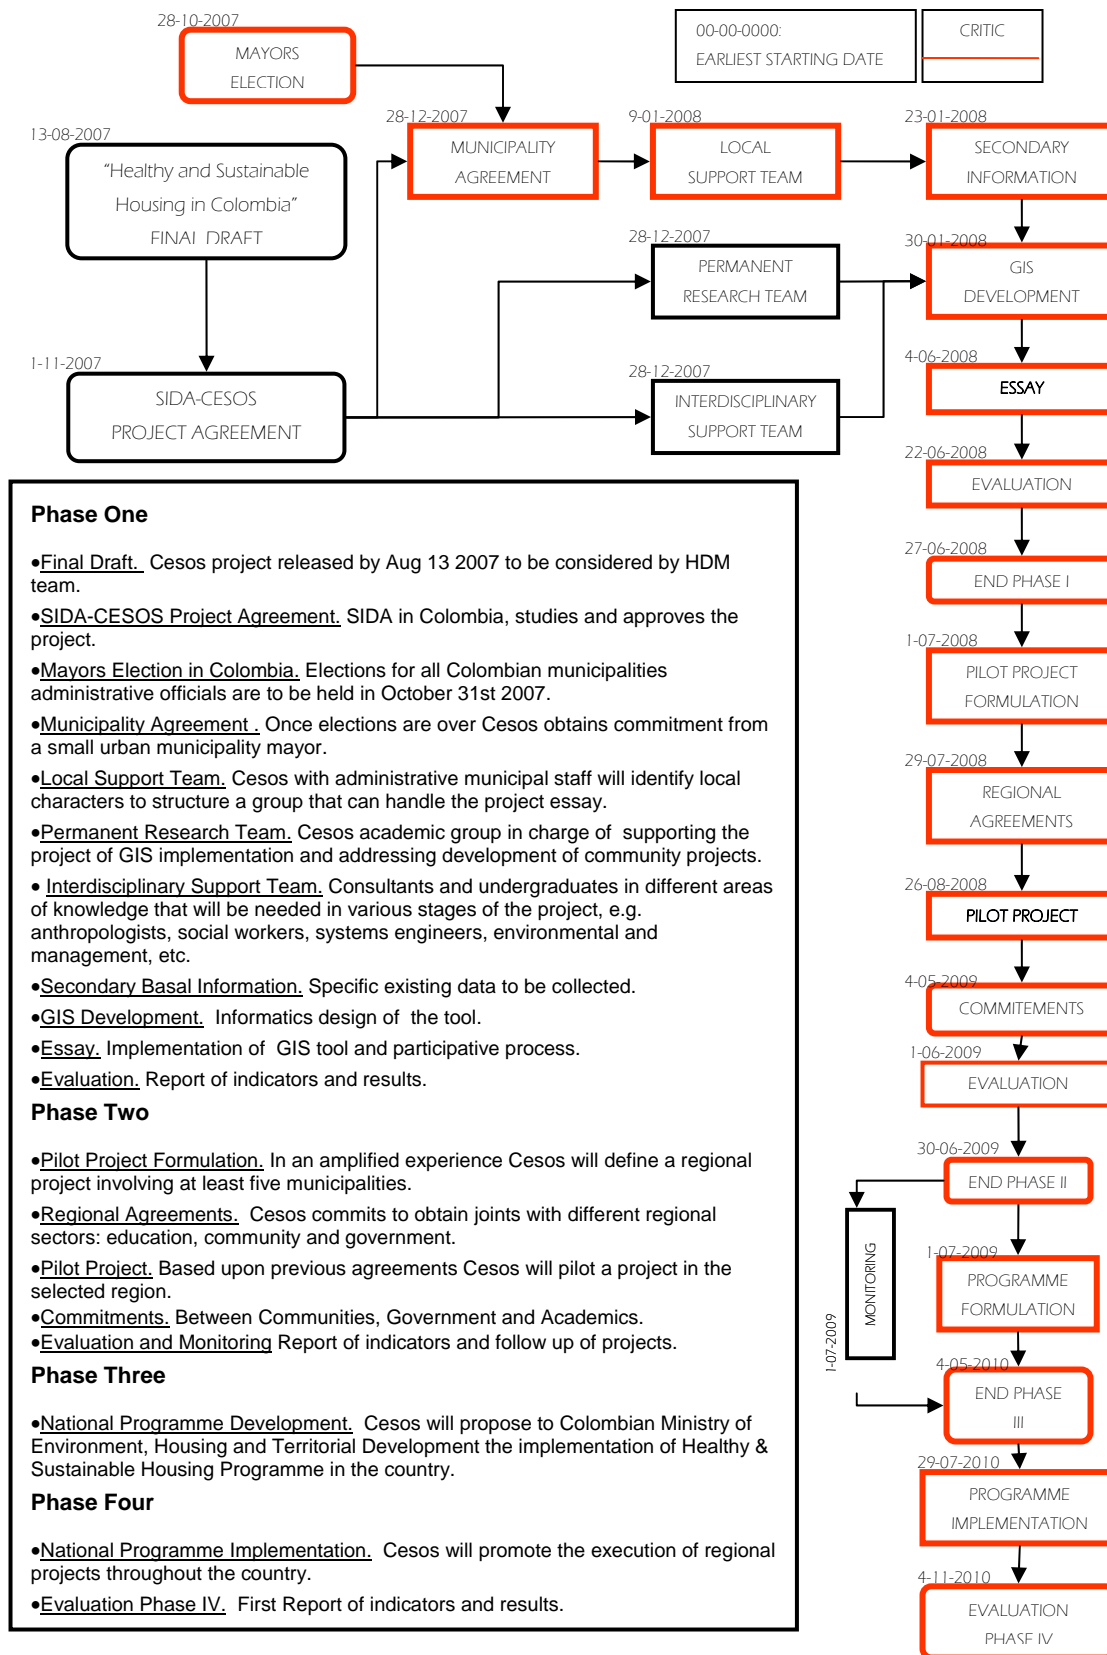 28-10-2007
MAYORS
ELECTION
00-00-0000:
EARLIEST STARTING DATE
CRITIC
13-08-2007
"Healthy and Sustainable
Housing in Colombia"
FINAL DRAFT
28-12-2007
MUNICIPALITY
AGREEMENT
9-01-2008
LOCAL
SUPPORT TEAM
23-01-2008
SECONDARY
INFORMATION
28-12-2007
PERMANENT
RESEARCH TEAM
30-01-2008
GIS
DEVELOPMENT
1-11-2007
SIDA-CESOS
PROJECT AGREEMENT
28-12-2007
INTERDISCIPLINARY
SUPPORT TEAM
4-06-2008
ESSAY
22-06-2008
EVALUATION
27-06-2008
END PHASE I
1-07-2008
PILOT PROJECT
FORMULATION
29-07-2008
REGIONAL
AGREEMENTS
26-08-2008
PILOT PROJECT
4-05-2009
COMMITEMENTS
1-06-2009
EVALUATION
30-06-2009
END PHASE II
MONITORING
1-07-2009
1-07-2009
PROGRAMME
FORMULATION
4-05-2010
END PHASE
III
29-07-2010
PROGRAMME
IMPLEMENTATION
4-11-2010
EVALUATION
PHASE IV
Phase One
•Final Draft. Cesos project released by Aug 13 2007 to be considered by HDM
team.
•SIDA-CESOS Project Agreement. SIDA in Colombia, studies and approves the
project.
•Mayors Election in Colombia. Elections for all Colombian municipalities
administrative officials are to be held in October 31st 2007.
•Municipality Agreement . Once elections are over Cesos obtains commitment from
a small urban municipality mayor.
•Local Support Team. Cesos with administrative municipal staff will identify local
characters to structure a group that can handle the project essay.
•Permanent Research Team. Cesos academic group in charge of supporting the
project of GIS implementation and addressing development of community projects.
• Interdisciplinary Support Team. Consultants and undergraduates in different areas
of knowledge that will be needed in various stages of the project, e.g.
anthropologists, social workers, systems engineers, environmental and
management, etc.
•Secondary Basal Information. Specific existing data to be collected.
•GIS Development. Informatics design of the tool.
•Essay. Implementation of GIS tool and participative process.
•Evaluation. Report of indicators and results.
Phase Two
•Pilot Project Formulation. In an amplified experience Cesos will define a regional
project involving at least five municipalities.
•Regional Agreements. Cesos commits to obtain joints with different regional
sectors: education, community and government.
•Pilot Project. Based upon previous agreements Cesos will pilot a project in the
selected region.
•Commitments. Between Communities, Government and Academics.
•Evaluation and Monitoring Report of indicators and follow up of projects.
Phase Three
•National Programme Development. Cesos will propose to Colombian Ministry of
Environment, Housing and Territorial Development the implementation of Healthy &
Sustainable Housing Programme in the country.
Phase Four
•National Programme Implementation. Cesos will promote the execution of regional
projects throughout the country.
•Evaluation Phase IV. First Report of indicators and results.